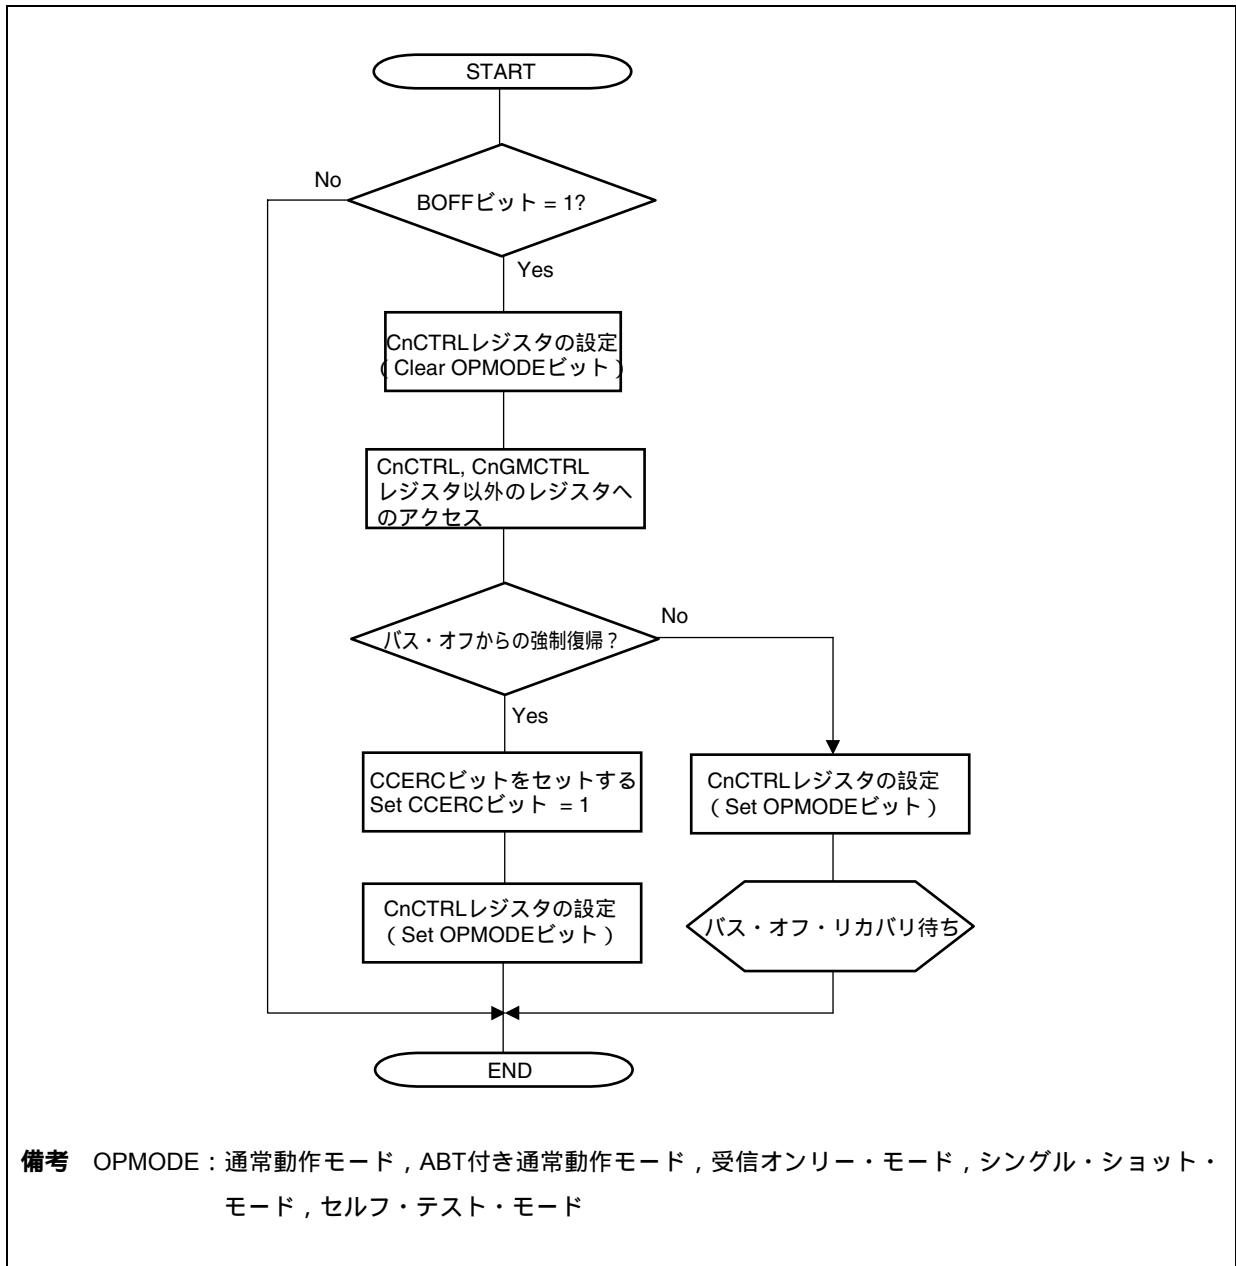 START
BOFFビット = 1?
No
Yes
CnCTRLレジスタの設定
( Clear OPMODEビット )
CnCTRL, CnGMCTRL
レジスタ以外のレジスタへ
のアクセス
バス・オフからの強制復帰?
No
Yes
CCERCビットをセットする
Set CCERCビット = 1
CnCTRLレジスタの設定
( Set OPMODEビット )
CnCTRLレジスタの設定
( Set OPMODEビット )
バス・オフ・リカバリ待ち
END
備考 OPMODE:通常動作モード,ABT付き通常動作モード,受信オンリー・モード,シングル・ショット・
モード,セルフ・テスト・モード